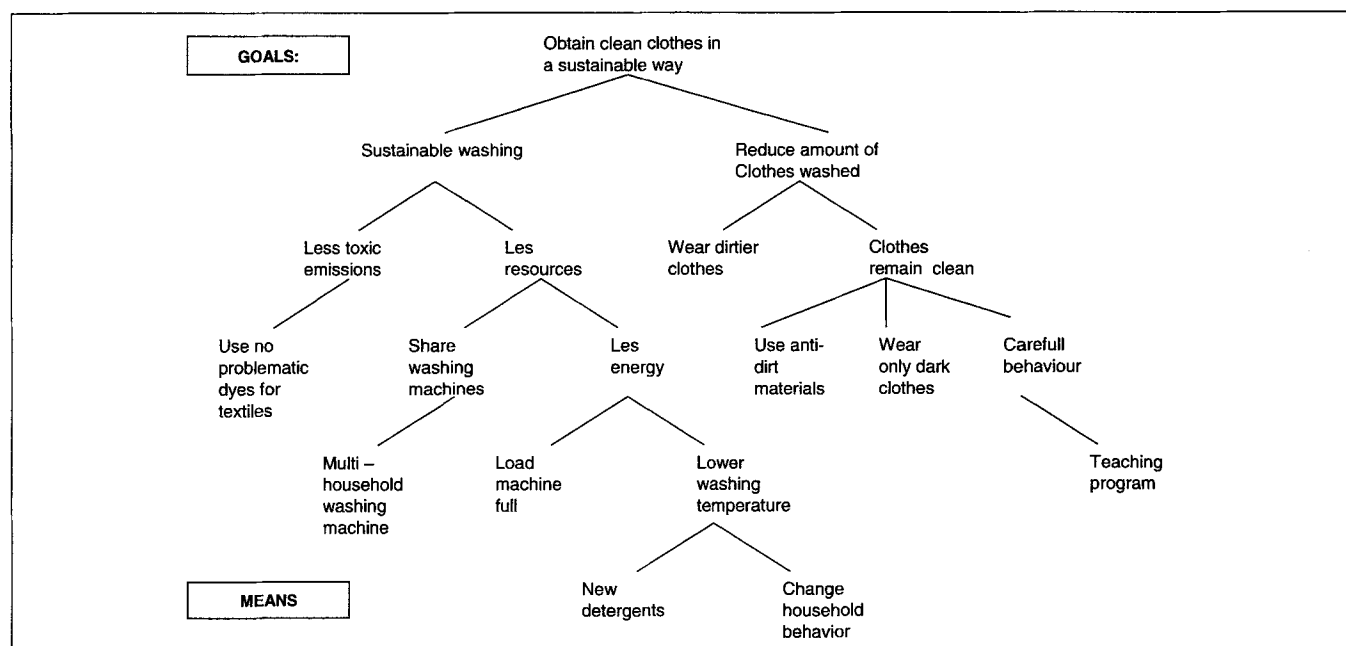 GOALS:
Obtain clean clothes in
a sustainable way
Sustainable washing
Reduce amount of
Clothes washed
Less toxic
emissions
Les
resources
Wear dirtier
clothes
Clothes
remain clean
Use no
problematic
dyes for
textiles
Share
washing
machines
Les
energy
Use anti-
dirt
materials
Wear
only dark
clothes
Carefull
behaviour
Multi –
household
washing
machine
Load
machine
full
Lower
washing
temperature
Teaching
program
MEANS
New
detergents
Change
household
behavior